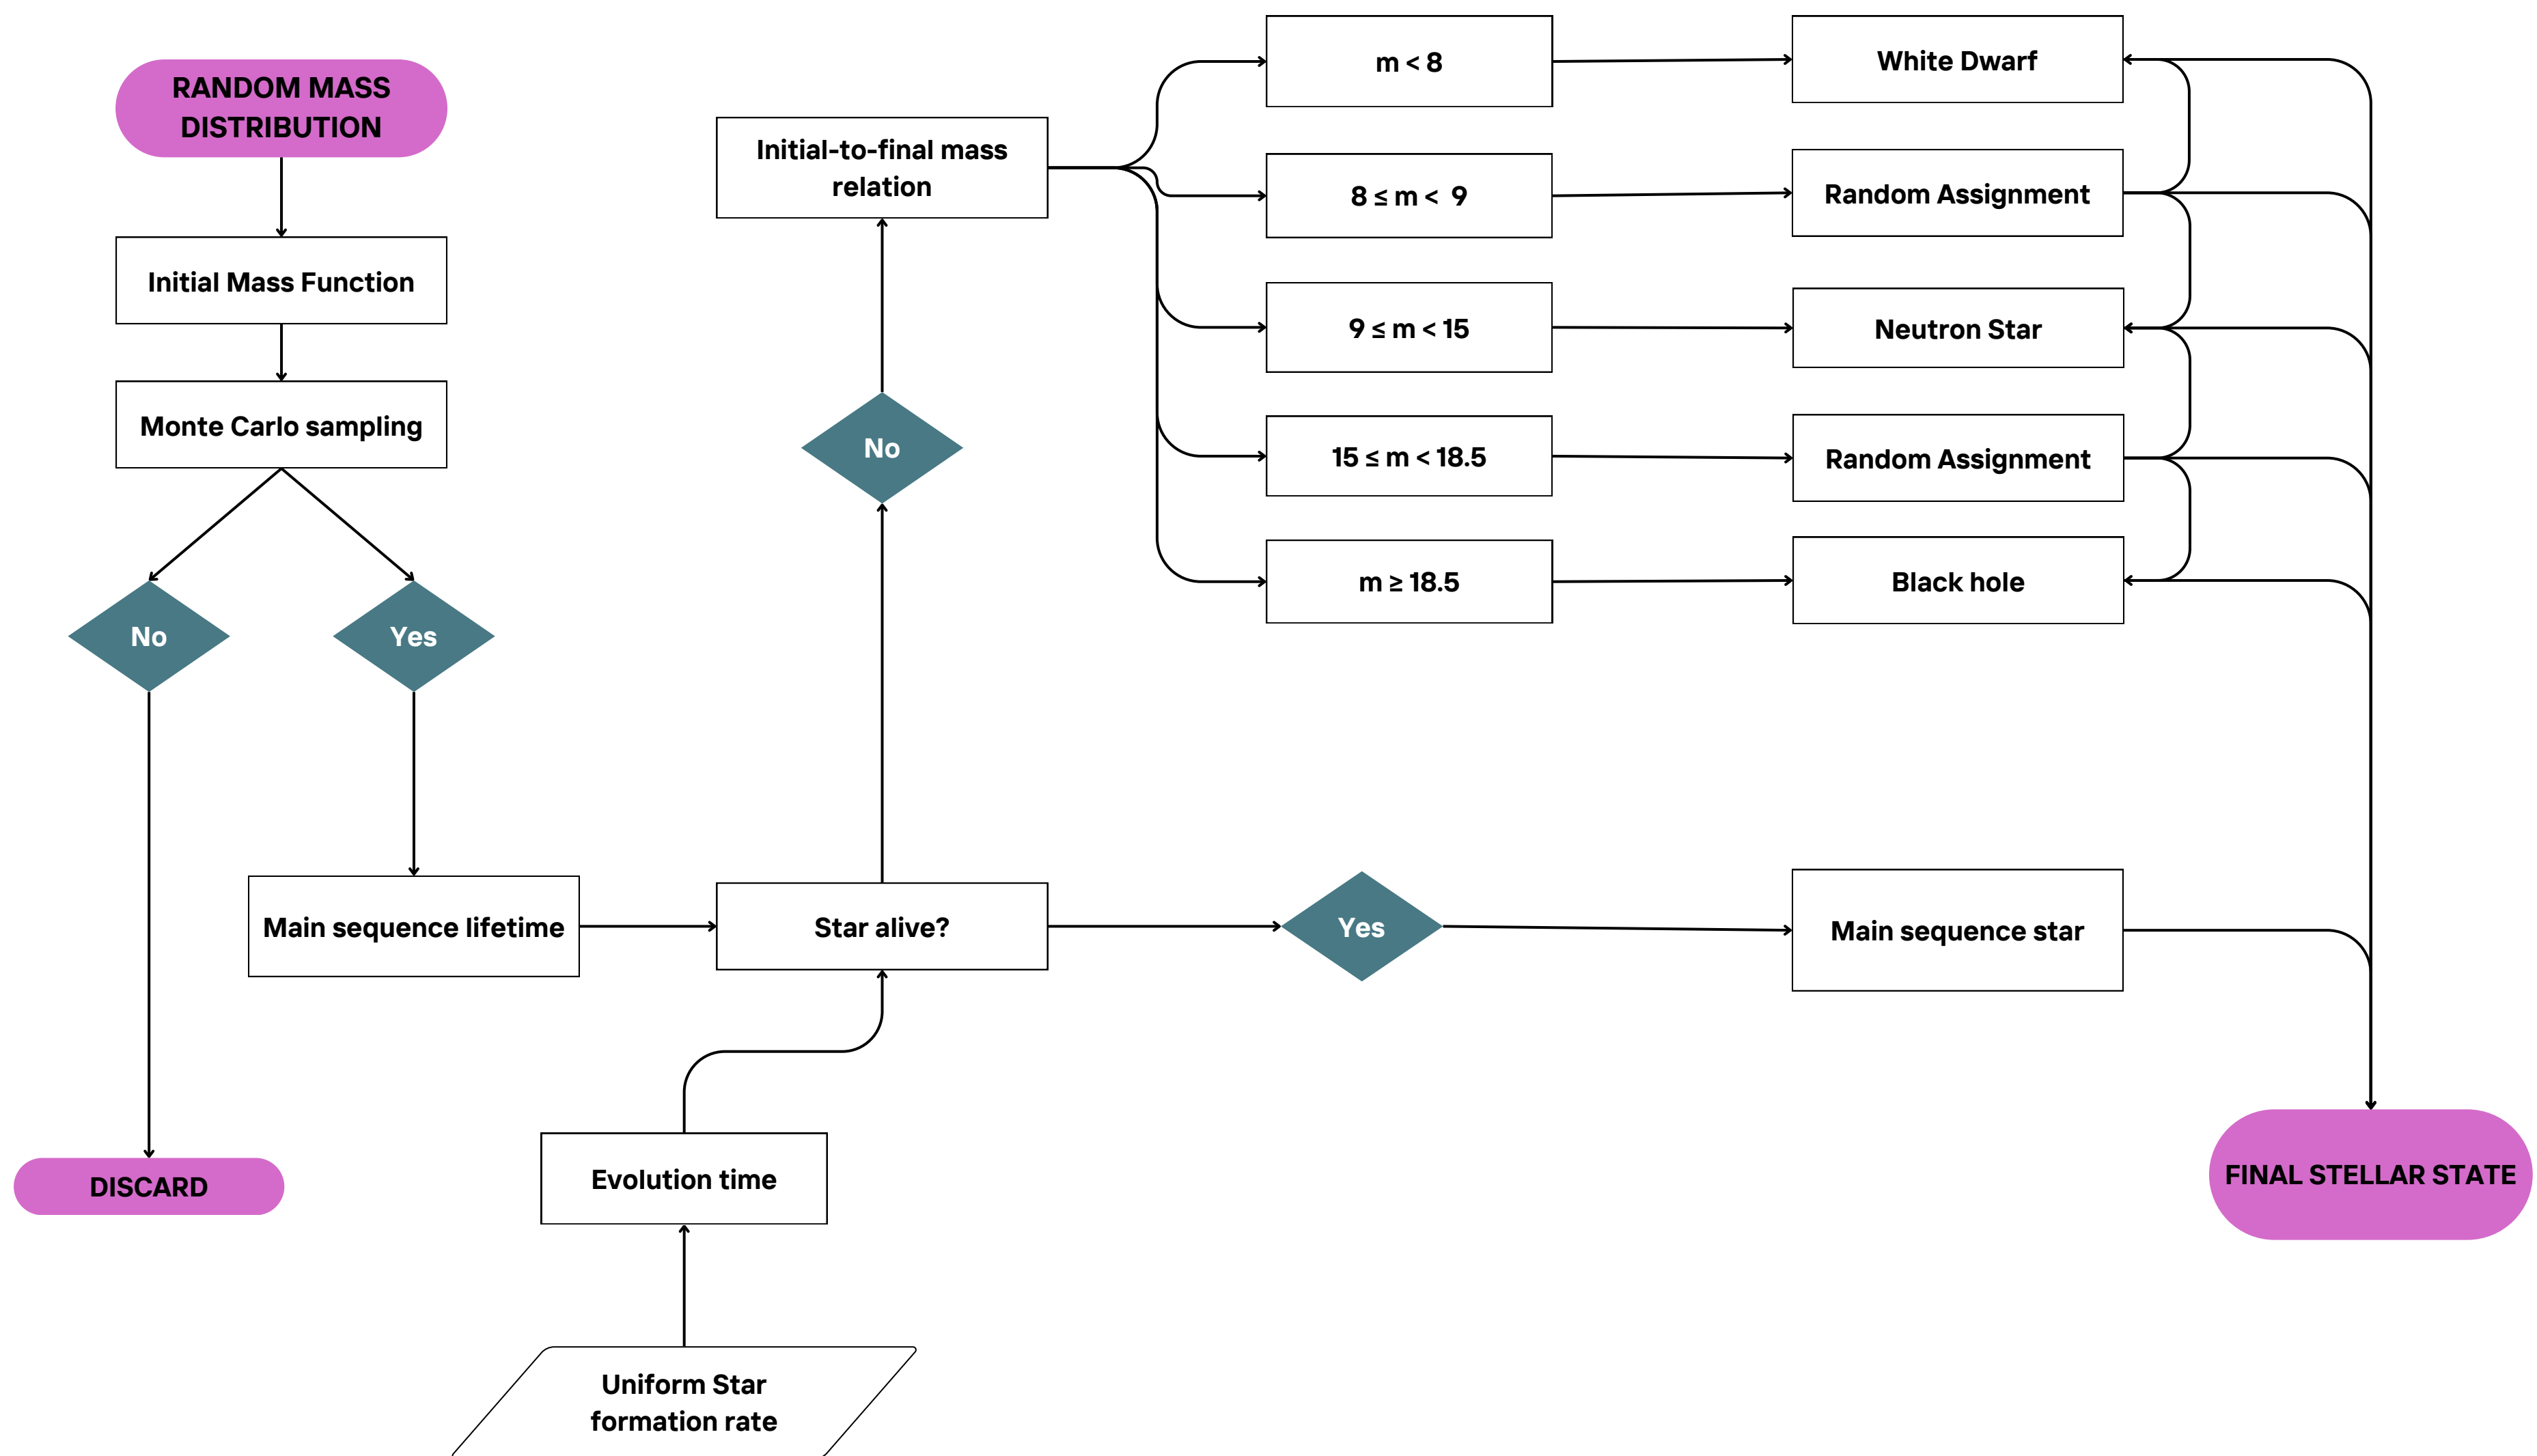 RANDOM MASS
DISTRIBUTION
Initial Mass Function
Monte Carlo sampling
No
Yes
DISCARD
Main sequence lifetime
Star alive?
Evolution time
Uniform Star
formation rate
No
Initial-to-final mass
relation
m < 8
8 ≤ m < 9
9 ≤ m < 15
15 ≤ m < 18.5
m ≥ 18.5
White Dwarf
Random Assignment
Neutron Star
Random Assignment
Black hole
Yes
Main sequence star
FINAL STELLAR STATE